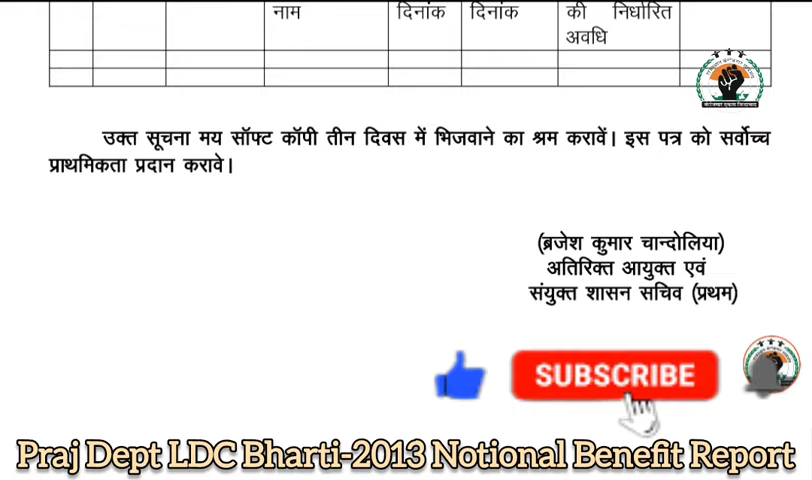 नाम दिनांक दिनांक की निर्धारित
अवधि
उक्त सूचना मय सॉफ्ट कॉपी तीन दिवस में भिजवाने का श्रम करावें। इस पत्र को सर्वोच्च
प्राथमिकता प्रदान करावे।
(ब्रजेश कुमार चान्दोलिया)
अतिरिक्त आयुक्त एवं
संयुक्त शासन सचिव (प्रथम)
SUBSCRIBE
Praj Dept LDC Bharti-2013 Notional Benefit Report